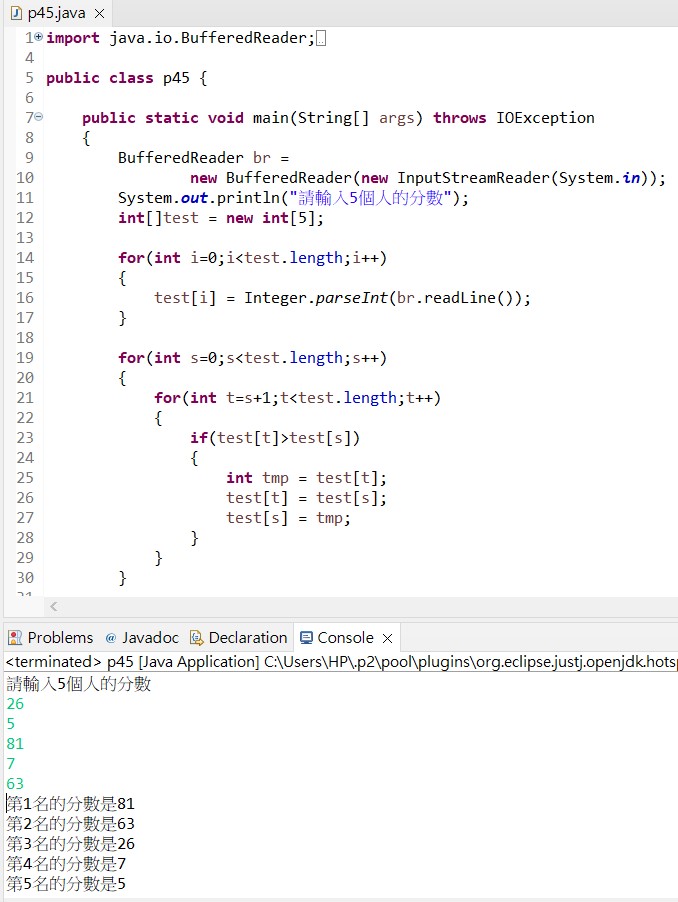 p45.java
1 import java.io.BufferedReader;
4
5 public class p45 {
6
7 public static void main(String[] args) throws IOException
8 {
9 BufferedReader br =
10 new BufferedReader(new InputStreamReader(System.in));
11 System.out.println("請輸入5個人的分數");
12 int[]test = new int[5];
13
14 for(int i=0;i<test.length;i++)
15 {
16 test[i] = Integer.parseInt(br.readLine());
17 }
18
19 for(int s=0;s<test.length;s++)
20 {
21 for(int t=s+1;t<test.length;t++)
22 {
23 if(test[t]>test[s])
24 {
25 int tmp = test[t];
26 test[t] = test[s];
27 test[s] = tmp;
28 }
29 }
30 }
Problems @ Javadoc Declaration Console
<terminated> p45 [Java Application] C:\Users\HP\.p2\pool\plugins\org.eclipse.justj.openjdk.hotsp
請輸入5個人的分數
26
5
81
7
63
第1名的分數是81
第2名的分數是63
第3名的分數是26
第4名的分數是7
第5名的分數是5